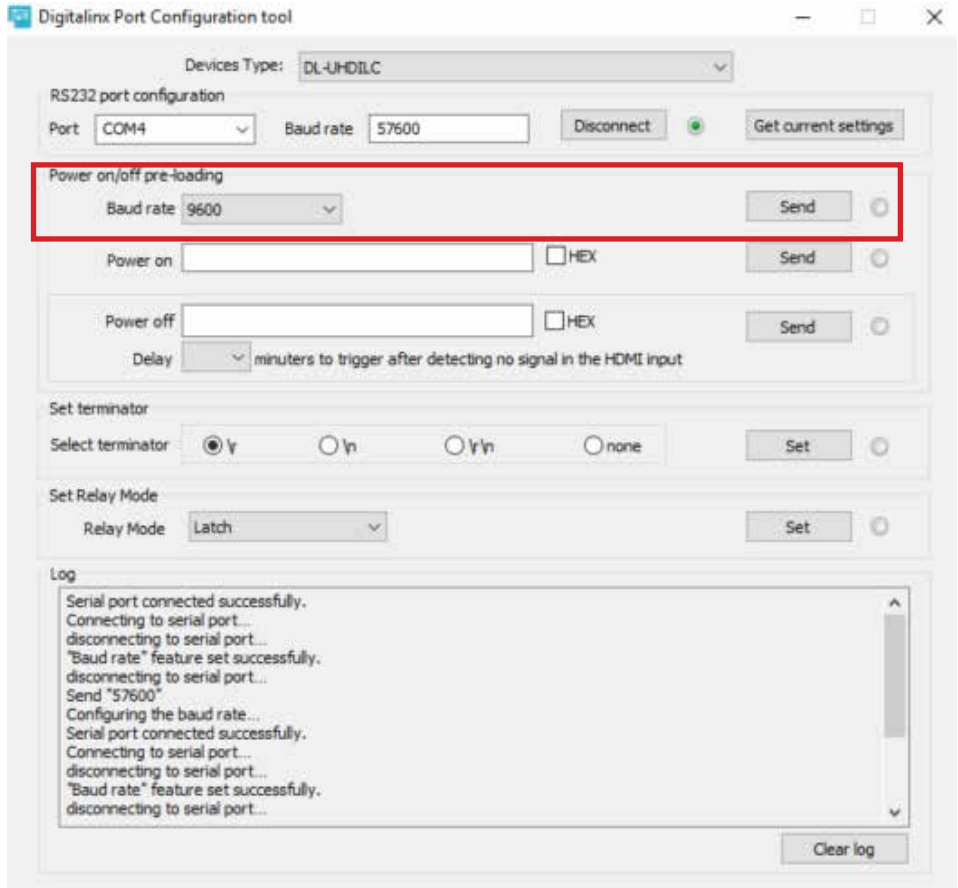 Digitalinx Port Configuration tool
Devices Type: DL-UHDILC
RS232 port configuration
Port COM4 Baud rate 57600 Disconnect Get current settings
Power on/off pre-loading
Baud rate 9600 Send
Power on HEX Send
Power off HEX Send
Delay minuters to trigger after detecting no signal in the HDMI input
Set terminator
Select terminator \r \n \r\n none Set
Set Relay Mode
Relay Mode Latch Set
Log
Serial port connected successfully.
Connecting to serial port...
disconnecting to serial port...
"Baud rate" feature set successfully.
disconnecting to serial port...
Send "57600"
Configuring the baud rate...
Serial port connected successfully.
Connecting to serial port...
disconnecting to serial port...
"Baud rate" feature set successfully.
disconnecting to serial port...
Clear log